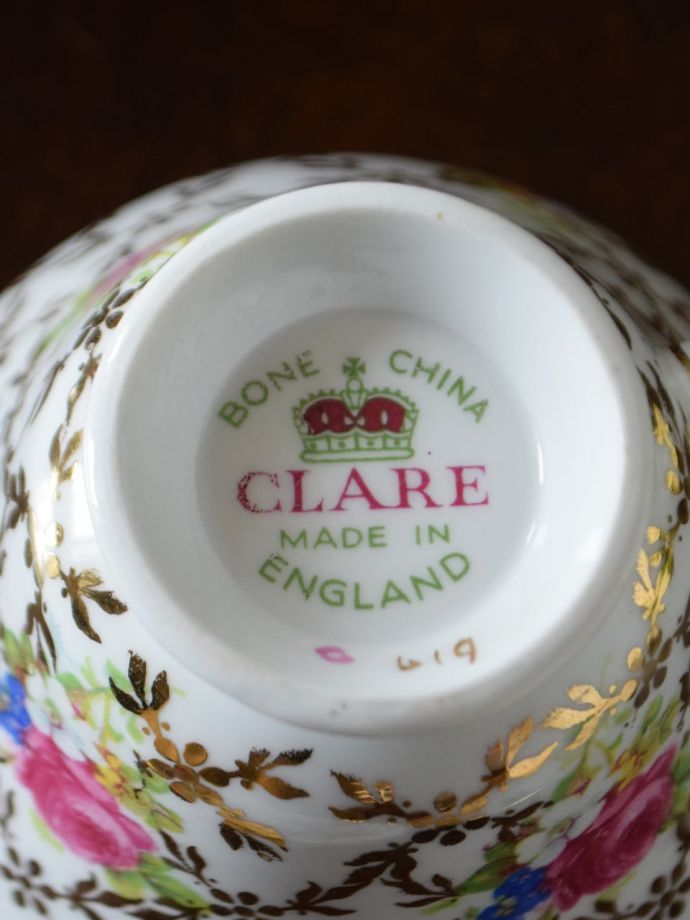 BONE CHINA
CLARE
MADE IN
ENGLAND
619